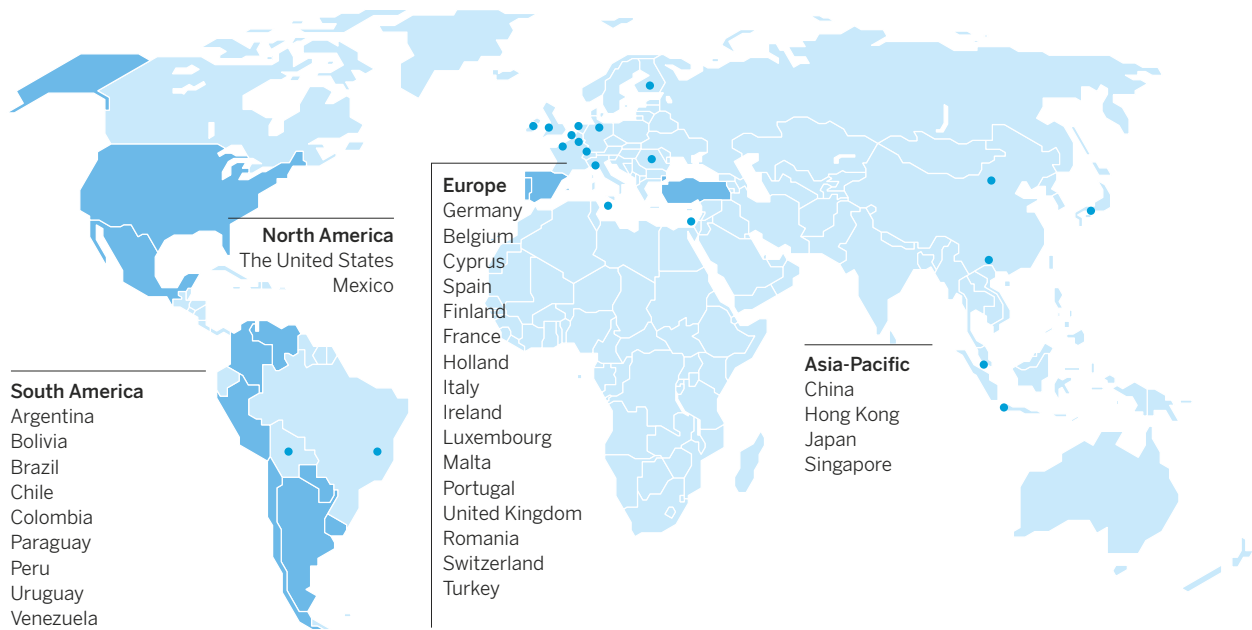 North America
The United States
Mexico
South America
Argentina
Bolivia
Brazil
Chile
Colombia
Paraguay
Peru
Uruguay
Venezuela
Europe
Germany
Belgium
Cyprus
Spain
Finland
France
Holland
Italy
Ireland
Luxembourg
Malta
Portugal
United Kingdom
Romania
Switzerland
Turkey
Asia-Pacific
China
Hong Kong
Japan
Singapore